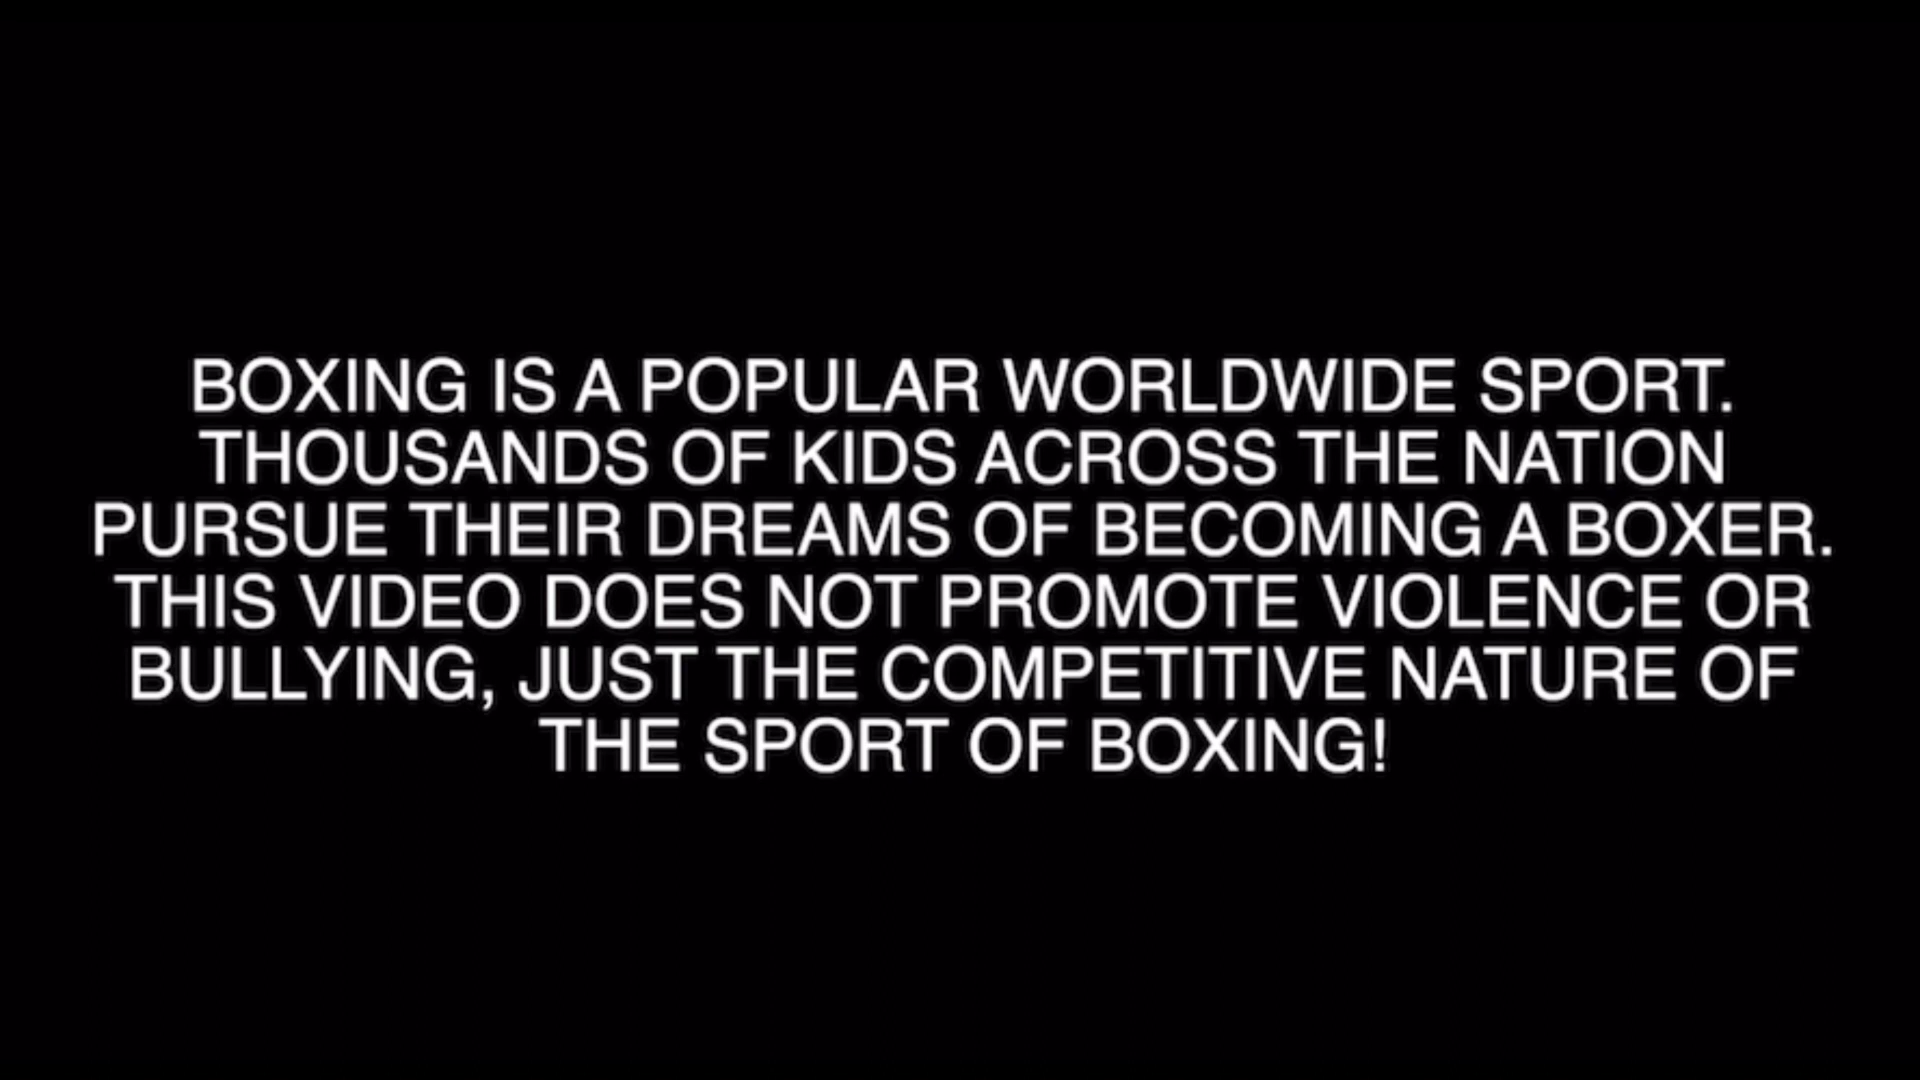 BOXING IS A POPULAR WORLDWIDE SPORT.
THOUSANDS OF KIDS ACROSS THE NATION
PURSUE THEIR DREAMS OF BECOMING A BOXER.
THIS VIDEO DOES NOT PROMOTE VIOLENCE OR
BULLYING, JUST THE COMPETITIVE NATURE OF
THE SPORT OF BOXING!